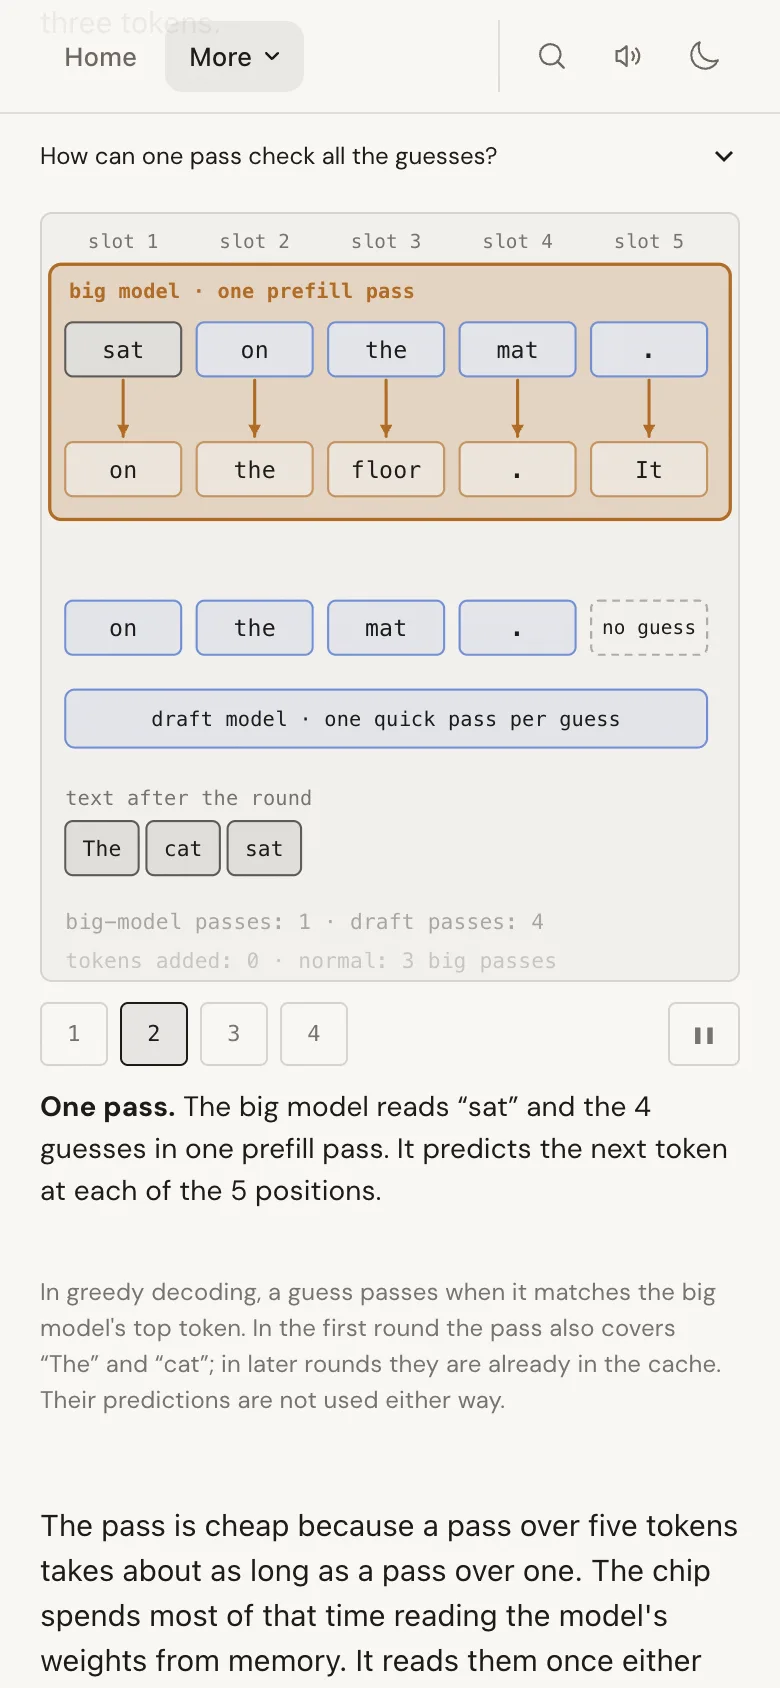 three tokens.
Home More
How can one pass check all the guesses?
slot 1 slot 2 slot 3 slot 4 slot 5
big model · one prefill pass
sat on the mat .
on the floor . It
on the mat . no guess
draft model · one quick pass per guess
text after the round
The cat sat
big-model passes: 1 · draft passes: 4
tokens added: 0 · normal: 3 big passes
1 2 3 4
One pass. The big model reads “sat” and the 4
guesses in one prefill pass. It predicts the next token
at each of the 5 positions.
In greedy decoding, a guess passes when it matches the big
model's top token. In the first round the pass also covers
“The” and “cat”; in later rounds they are already in the cache.
Their predictions are not used either way.
The pass is cheap because a pass over five tokens
takes about as long as a pass over one. The chip
spends most of that time reading the model's
weights from memory. It reads them once either